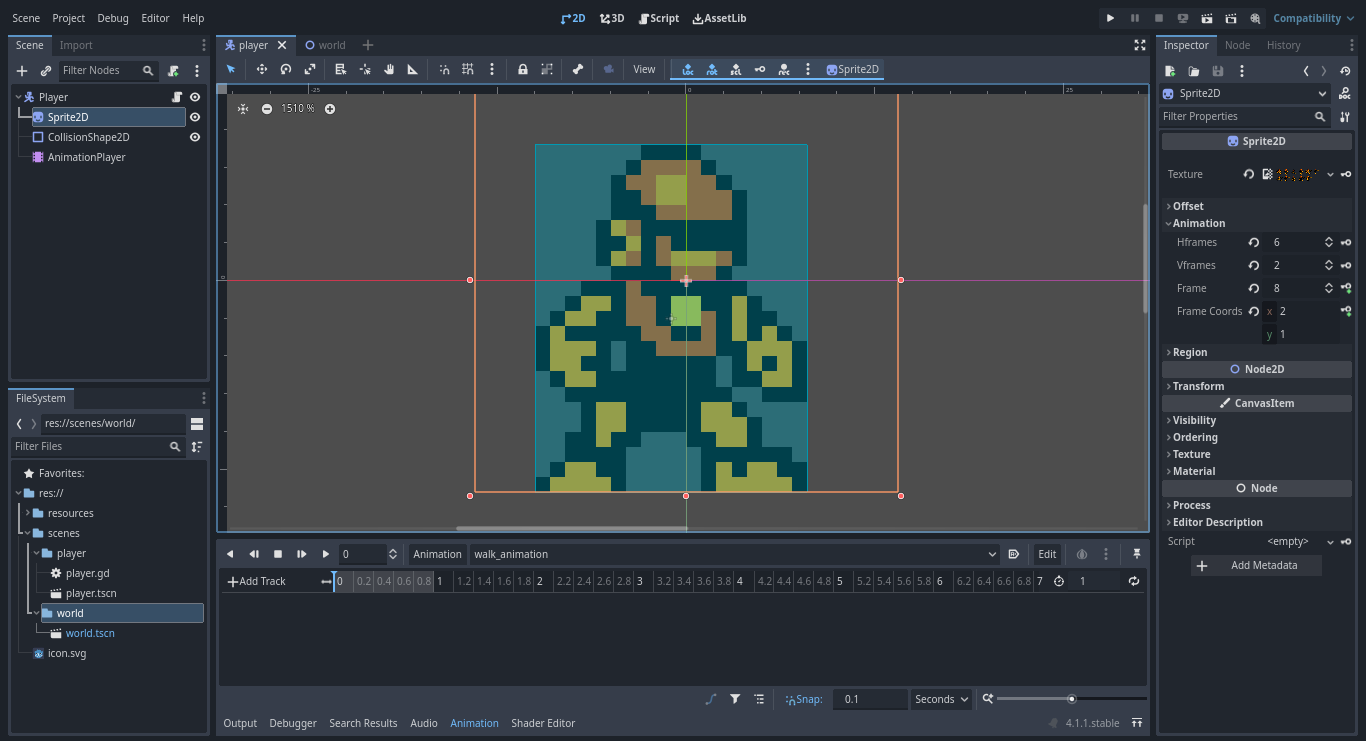 Scene Project Debug Editor Help 2D 3D Script AssetLib Compatibility
Scene Import
Filter Nodes
Player
Sprite2D
CollisionShape2D
AnimationPlayer
FileSystem
res://scenes/world/
Filter Files
Favorites:
res://
resources
scenes
player
player.gd
player.tscn
world
world.tscn
icon.svg
player world
View Sprite2D
-25 0 25
1510 %
0
0 Animation walk_animation Edit
Add Track 0 0.2 0.4 0.6 0.8 1 1.2 1.4 1.6 1.8 2 2.2 2.4 2.6 2.8 3 3.2 3.4 3.6 3.8 4 4.2 4.4 4.6 4.8 5 5.2 5.4 5.6 5.8 6 6.2 6.4 6.6 6.8 7 1
Snap: 0.1 Seconds
Output Debugger Search Results Audio Animation Shader Editor 4.1.1.stable
Inspector Node History
Sprite2D
Filter Properties
Sprite2D
Texture
Offset
Animation
Hframes 6
Vframes 2
Frame 8
Frame Coords x 2
y 1
Region
Node2D
Transform
CanvasItem
Visibility
Ordering
Texture
Material
Node
Process
Editor Description
Script <empty>
Add Metadata